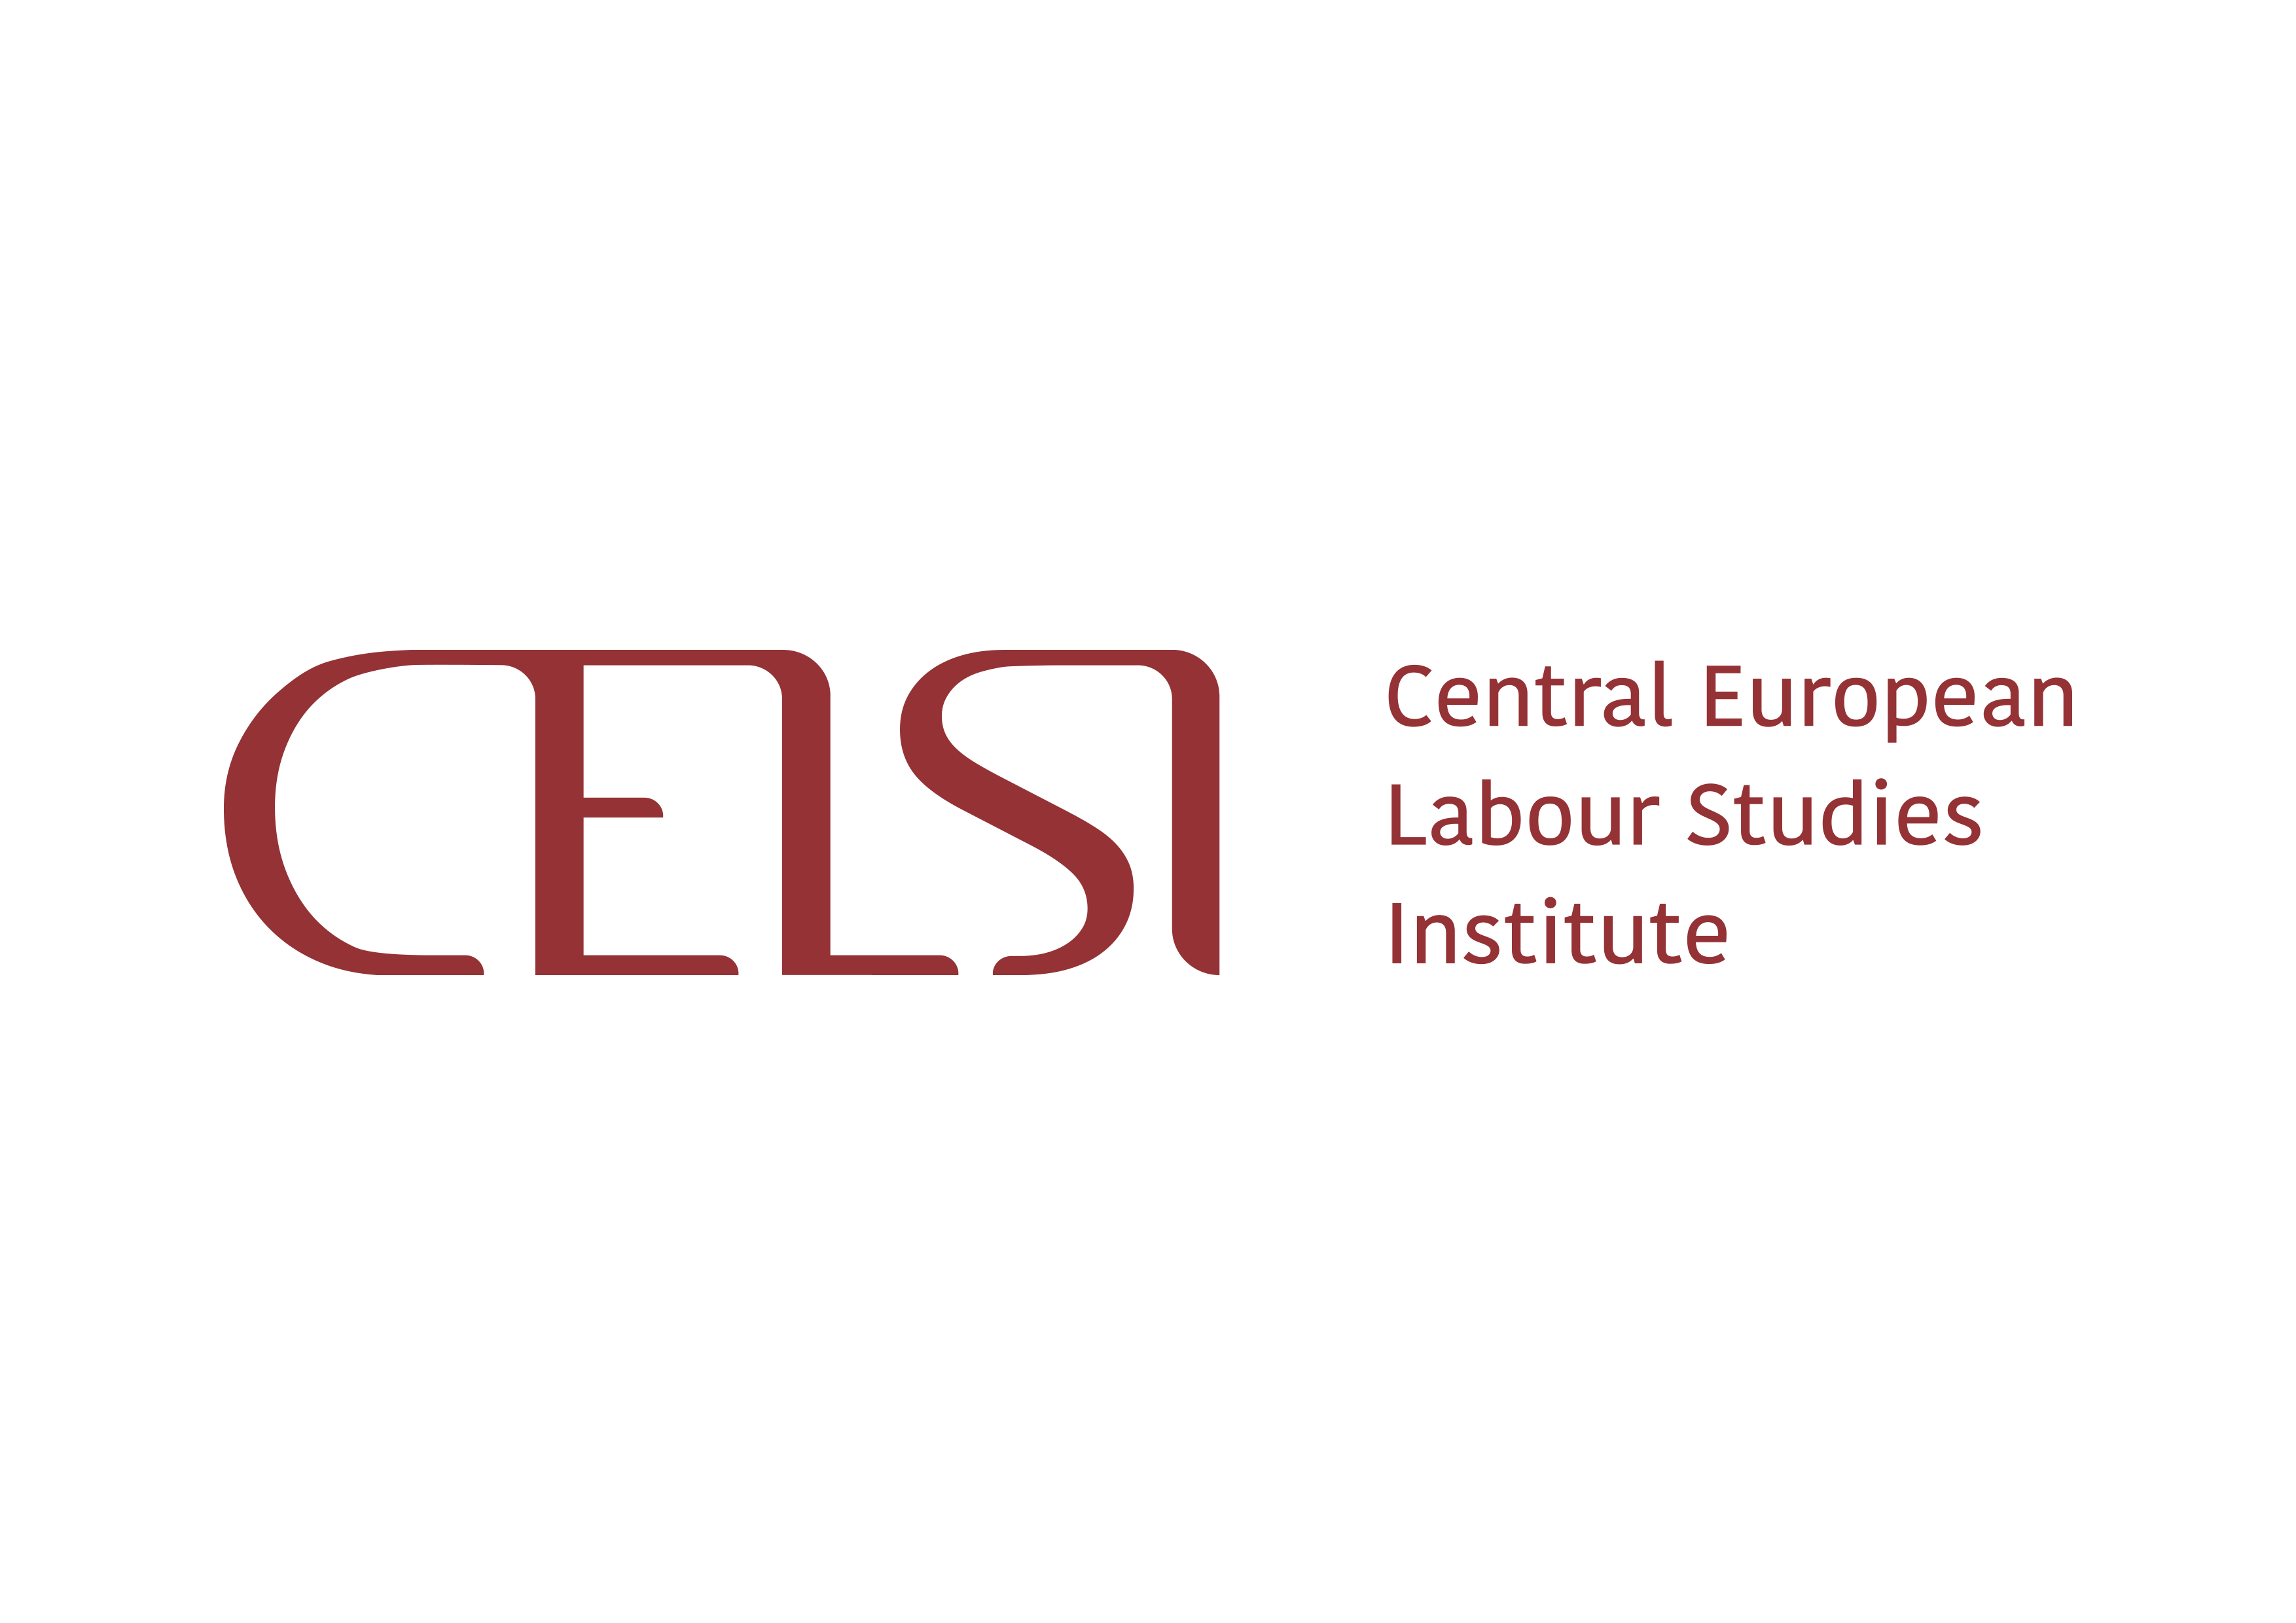 CELSI
Central European
Labour Studies
Institute